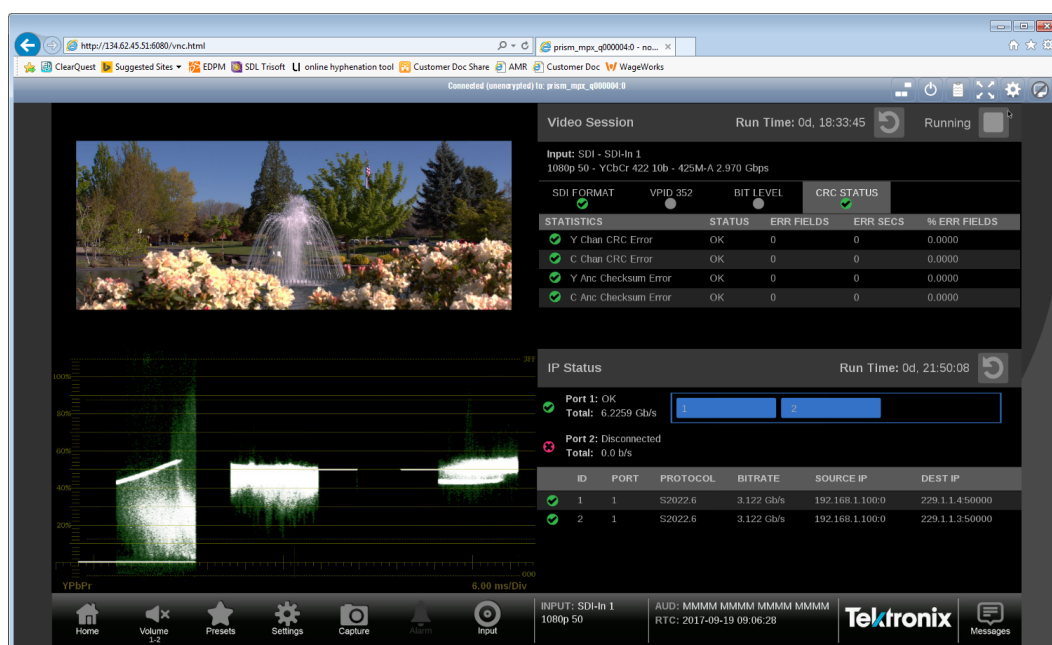 http://134.62.45.51:6080/vnc.html
prism_mpx_q000004:0 - no...
ClearQuest
Suggested Sites
EDPM
SDL Trisoft
online hyphenation tool
Customer Doc Share
AMR
Customer Doc
WageWorks
Connected (unencrypted) to: prism_mpx_q000004:0
Video Session
Run Time: 0d, 18:33:45
Running
Input: SDI - SDI-In 1
1080p 50 - YCbCr 422 10b - 425M-A 2.970 Gbps
SDI FORMAT VPID 352 BIT LEVEL CRC STATUS
STATISTICS STATUS ERR FIELDS ERR SECS % ERR FIELDS
Y Chan CRC Error OK 0 0 0.0000
C Chan CRC Error OK 0 0 0.0000
Y Anc Checksum Error OK 0 0 0.0000
C Anc Checksum Error OK 0 0 0.0000
3FF
100%
80%
60%
40%
20%
000
YPbPr
6.00 ms/Div
IP Status
Run Time: 0d, 21:50:08
Port 1: OK
Total: 6.2259 Gb/s
1 2
Port 2: Disconnected
Total: 0.0 b/s
ID PORT PROTOCOL BITRATE SOURCE IP DEST IP
1 1 S2022.6 3.122 Gb/s 192.168.1.100:0 229.1.1.4:50000
2 1 S2022.6 3.122 Gb/s 192.168.1.100:0 229.1.1.3:50000
Home
Volume
1-2
Presets
Settings
Capture
Alarm
Input
INPUT: SDI-In 1
1080p 50
AUD: MMMM MMMM MMMM MMMM
RTC: 2017-09-19 09:06:28
Tektronix
Messages